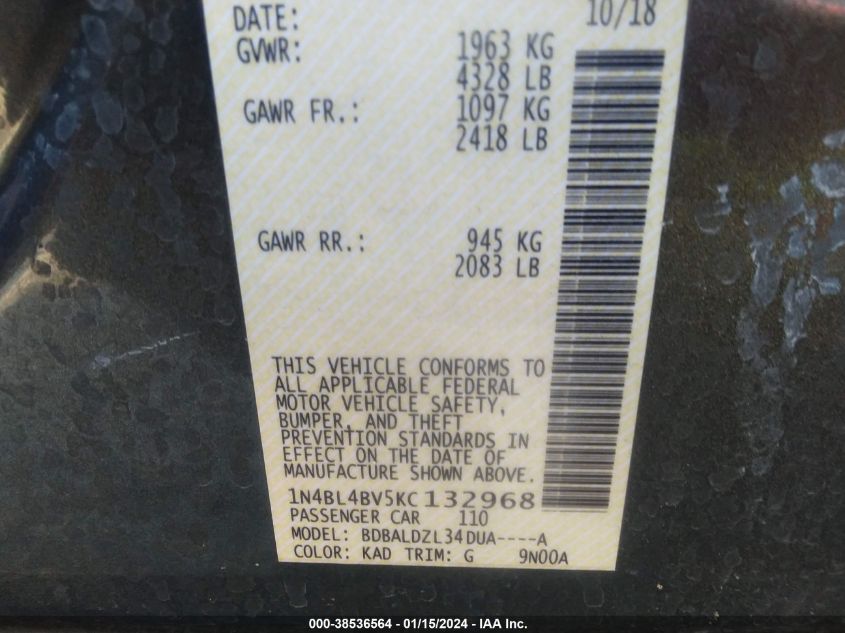 DATE: 10/18
GVWR: 1963 KG
4328 LB
GAWR FR.: 1097 KG
2418 LB
GAWR RR.: 945 KG
2083 LB
THIS VEHICLE CONFORMS TO
ALL APPLICABLE FEDERAL
MOTOR VEHICLE SAFETY,
BUMPER, AND THEFT
PREVENTION STANDARDS IN
EFFECT ON THE DATE OF
MANUFACTURE SHOWN ABOVE.
1N4BL4BV5KC132968
PASSENGER CAR 110
MODEL: BDBALDZL34DUA----A
COLOR: KAD TRIM: G 9N00A
000-38536564 - 01/15/2024 - IAA Inc.